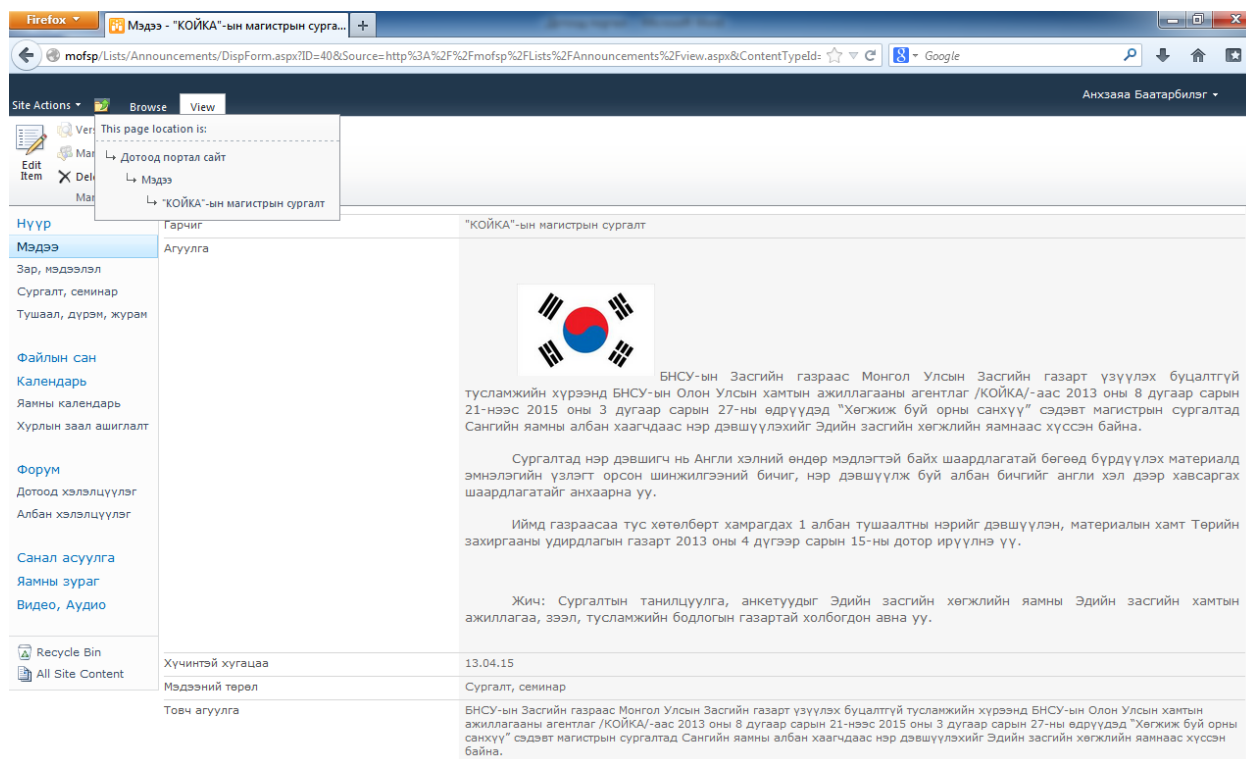 Firefox
Мэдээ - "КОЙКА"-ын магистрын сурга...
mofsp/Lists/Announcements/DispForm.aspx?ID=40&Source=http%3A%2F%2Fmofsp%2FLists%2FAnnouncements%2Fview.aspx&ContentTypeId=
Google
Site Actions
Browse
View
Анхзаяа Баатарбилэг
This page location is:
Дотоод портал сайт
Мэдээ
"КОЙКА"-ын магистрын сургалт
Edit
Item
Нүүр
Мэдээ
Зар, мэдээлэл
Сургалт, семинар
Тушаал, дүрэм, журам
Файлын сан
Календарь
Яамны календарь
Хурлын заал ашиглалт
Форум
Дотоод хэлэлцүүлэг
Албан хэлэлцүүлэг
Санал асуулга
Яамны зураг
Видео, Аудио
Recycle Bin
All Site Content
Гарчиг
"КОЙКА"-ын магистрын сургалт
Агуулга
БНСУ-ын Засгийн газраас Монгол Улсын Засгийн газарт үзүүлэх буцалтгүй
тусламжийн хүрээнд БНСУ-ын Олон Улсын хамтын ажиллагааны агентлаг /КОЙКА/-аас 2013 оны 8 дугаар сарын
21-нээс 2015 оны 3 дугаар сарын 27-ны өдрүүдэд "Хөгжиж буй орны санхүү" сэдэвт магистрын сургалтад
Сангийн яамны албан хаагчдаас нэр дэвшүүлэхийг Эдийн засгийн хөгжлийн яамнаас хүссэн байна.
Сургалтад нэр дэвшигч нь Англи хэлний өндөр мэдлэгтэй байх шаардлагатай бөгөөд бүрдүүлэх материалд
эмнэлэгийн үзлэгт орсон шинжилгээний бичиг, нэр дэвшүүлж буй албан бичгийг англи хэл дээр хавсаргах
шаардлагатайг анхаарна уу.
Иймд газраасаа тус хөтөлбөрт хамрагдах 1 албан тушаалтны нэрийг дэвшүүлэн, материалын хамт Төрийн
захиргааны удирдлагын газарт 2013 оны 4 дүгээр сарын 15-ны дотор ирүүлнэ үү.
Жич: Сургалтын танилцуулга, анкетуудыг Эдийн засгийн хөгжлийн яамны Эдийн засгийн хамтын
ажиллагаа, зээл, тусламжийн бодлогын газартай холбогдон авна уу.
Хүчинтэй хугацаа
13.04.15
Мэдээний төрөл
Сургалт, семинар
Товч агуулга
БНСУ-ын Засгийн газраас Монгол Улсын Засгийн газарт үзүүлэх буцалтгүй тусламжийн хүрээнд БНСУ-ын Олон Улсын хамтын
ажиллагааны агентлаг /КОЙКА/-аас 2013 оны 8 дугаар сарын 21-нээс 2015 оны 3 дугаар сарын 27-ны өдрүүдэд "Хөгжиж буй орны
санхүү" сэдэвт магистрын сургалтад Сангийн яамны албан хаагчдаас нэр дэвшүүлэхийг Эдийн засгийн хөгжлийн яамнаас хүссэн
байна.